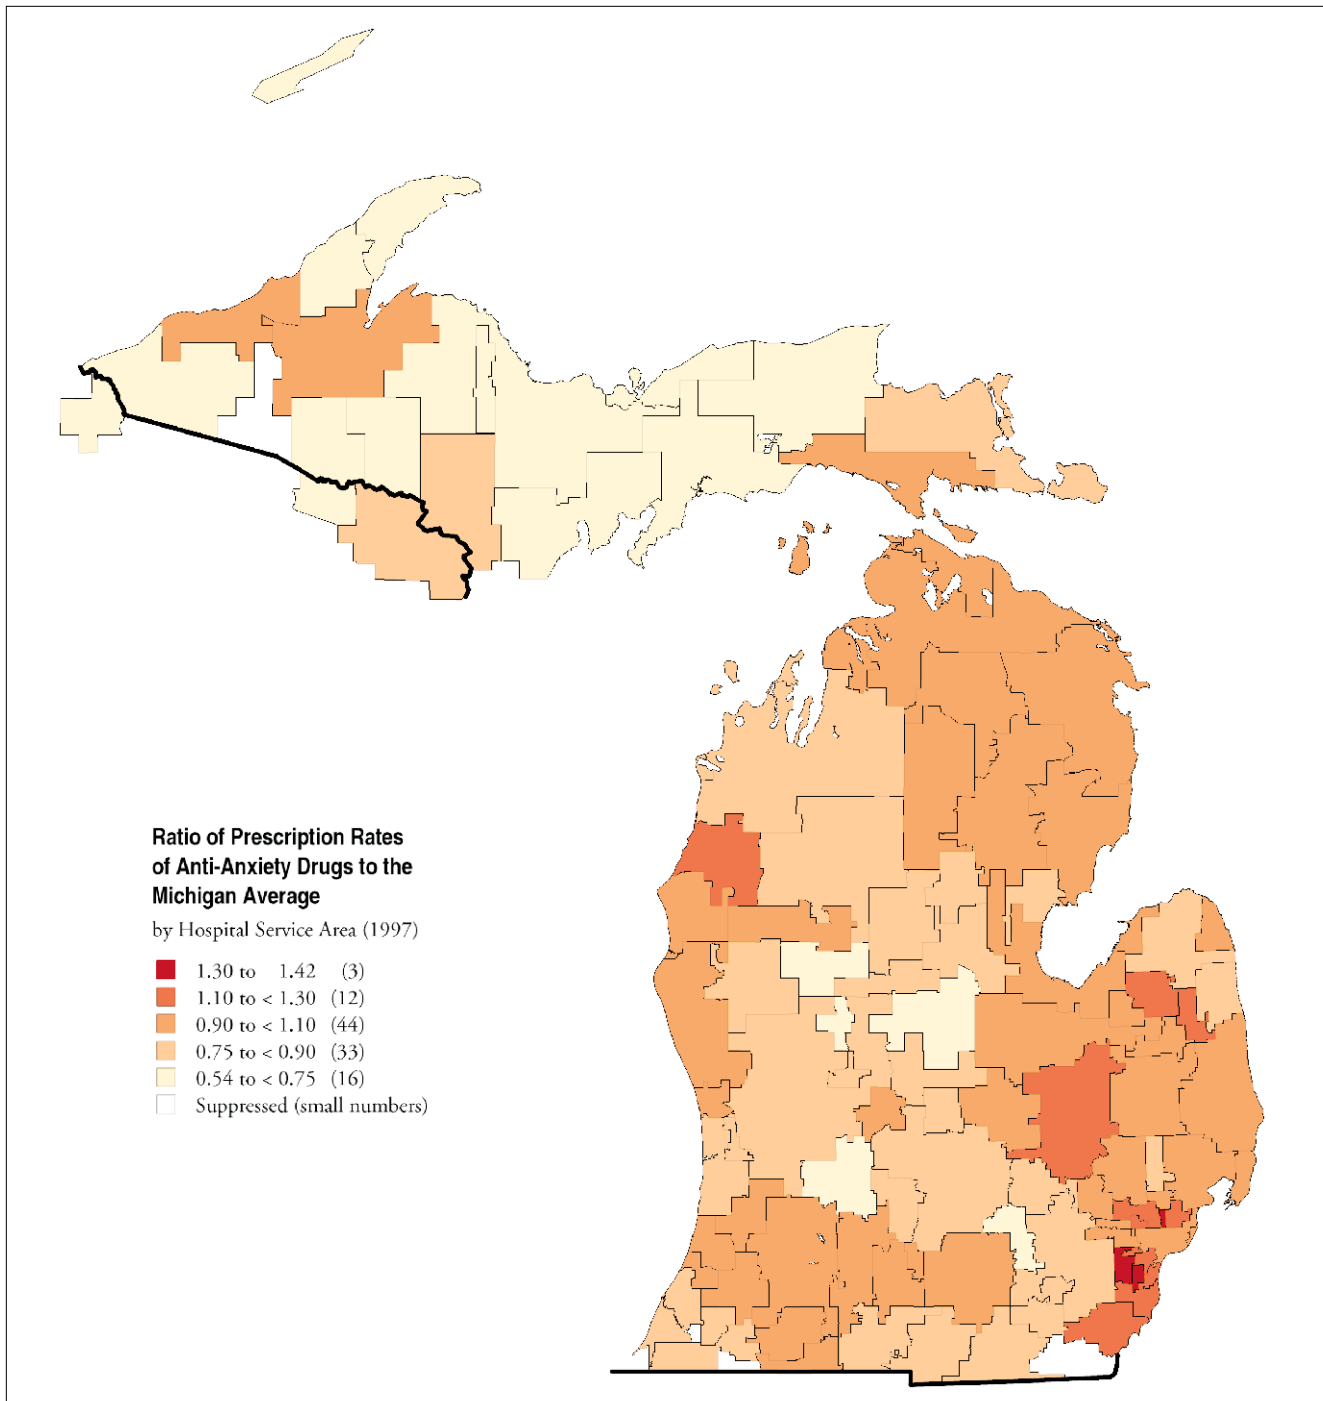 Ratio of Prescription Rates
of Anti-Anxiety Drugs to the
Michigan Average
by Hospital Service Area (1997)
1.30 to 1.42 (3)
1.10 to < 1.30 (12)
0.90 to < 1.10 (44)
0.75 to < 0.90 (33)
0.54 to < 0.75 (16)
Suppressed (small numbers)